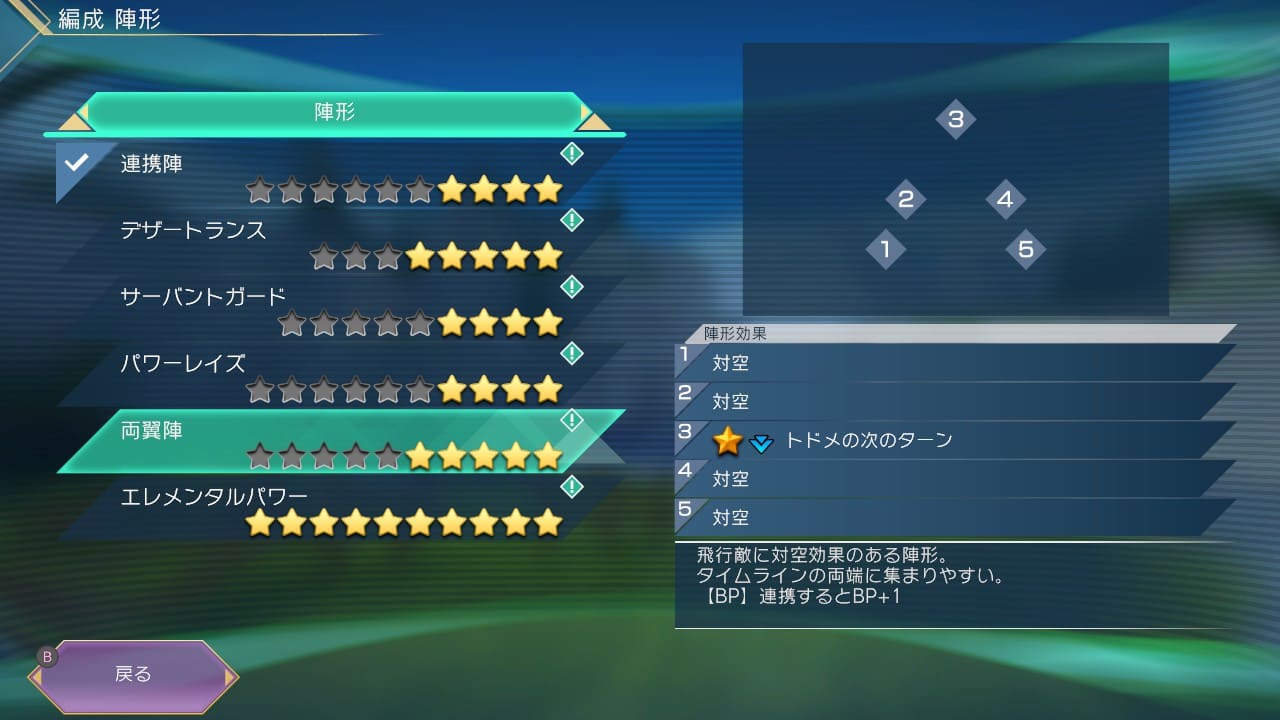 編成 陣形
陣形
連携陣
デザートランス
サーバントガード
パワーレイズ
両翼陣
エレメンタルパワー
B
戻る
3
2 4
1 5
陣形効果
1 対空
2 対空
3 トドメの次のターン
4 対空
5 対空
飛行敵に対空効果のある陣形。
タイムラインの両端に集まりやすい。
【BP】連携するとBP+1